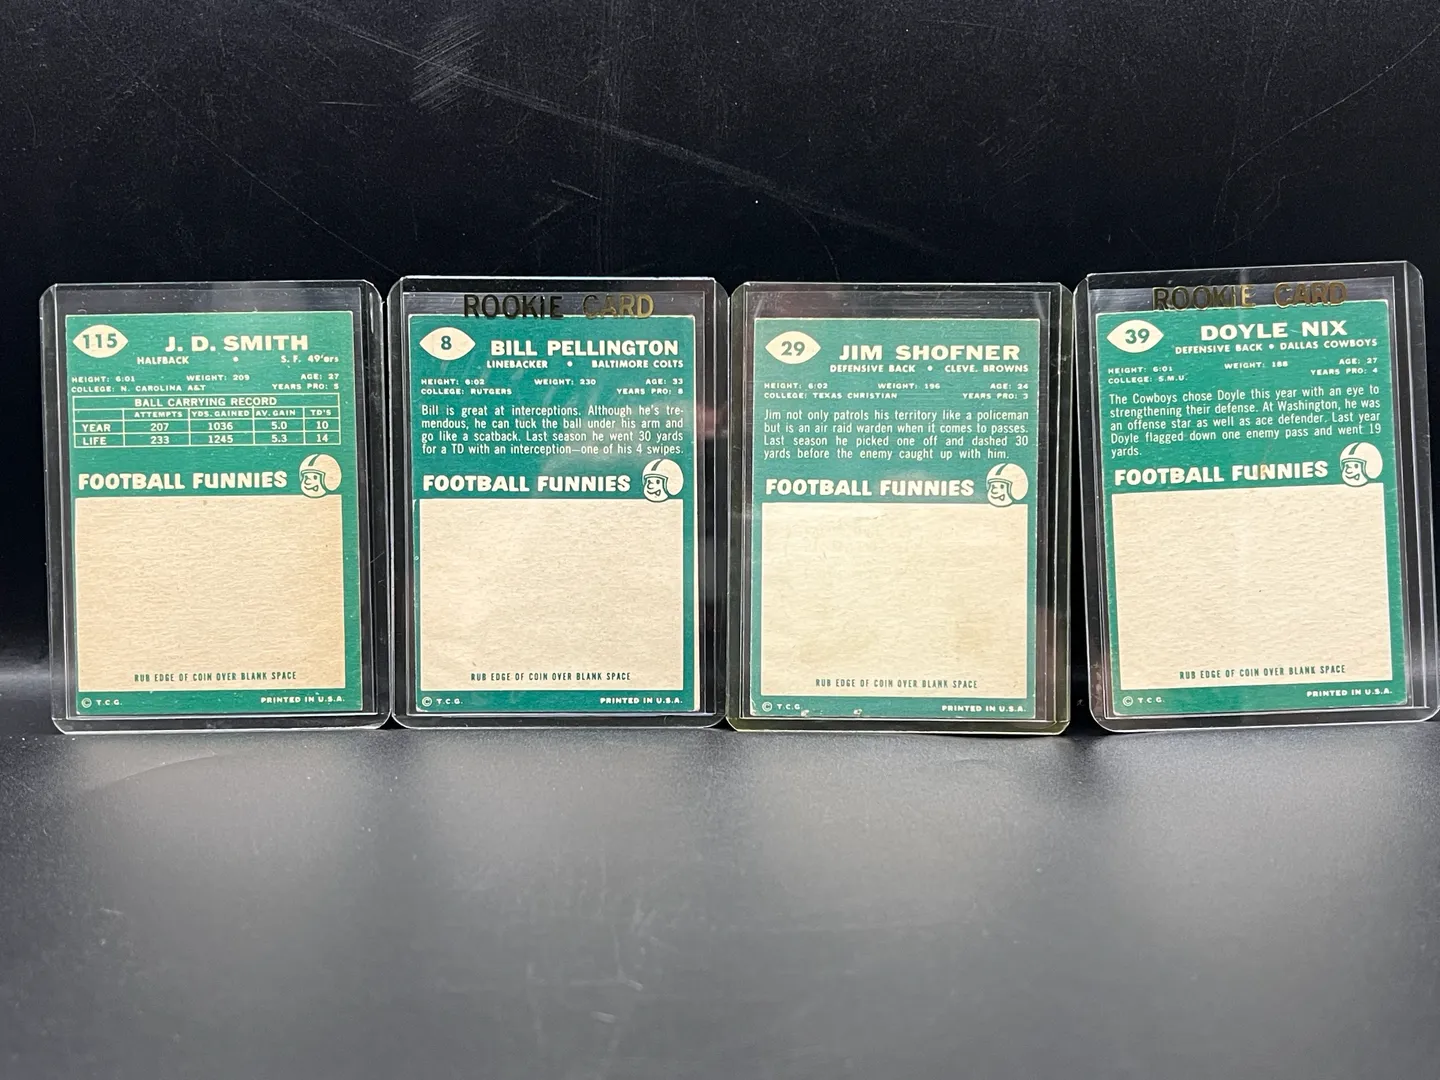 115
J. D. SMITH
HALFBACK • S. F. 49'ers
HEIGHT: 6:01 WEIGHT: 209 AGE: 27
COLLEGE: N. CAROLINA A&T YEARS PRO: 5
BALL CARRYING RECORD
ATTEMPTS YDS. GAINED AV. GAIN TD'S
YEAR 207 1036 5.0 10
LIFE 233 1245 5.3 14
FOOTBALL FUNNIES
RUB EDGE OF COIN OVER BLANK SPACE
© T.C.G. PRINTED IN U.S.A.
ROOKIE CARD
8
BILL PELLINGTON
LINEBACKER • BALTIMORE COLTS
HEIGHT: 6:02 WEIGHT: 230 AGE: 33
COLLEGE: RUTGERS YEARS PRO: 8
Bill is great at interceptions. Although he's tre-
mendous, he can tuck the ball under his arm and
go like a scatback. Last season he went 30 yards
for a TD with an interception—one of his 4 swipes.
FOOTBALL FUNNIES
RUB EDGE OF COIN OVER BLANK SPACE
© T.C.G. PRINTED IN U.S.A.
29
JIM SHOFNER
DEFENSIVE BACK • CLEVE. BROWNS
HEIGHT: 6:02 WEIGHT: 196 AGE: 24
COLLEGE: TEXAS CHRISTIAN YEARS PRO: 3
Jim not only patrols his territory like a policeman
but is an air raid warden when it comes to passes.
Last season he picked one off and dashed 30
yards before the enemy caught up with him.
FOOTBALL FUNNIES
RUB EDGE OF COIN OVER BLANK SPACE
© T.C.G. PRINTED IN U.S.A.
ROOKIE CARD
39
DOYLE NIX
DEFENSIVE BACK • DALLAS COWBOYS
HEIGHT: 6:01 WEIGHT: 188 AGE: 27
COLLEGE: S.M.U. YEARS PRO: 4
The Cowboys chose Doyle this year with an eye to
strengthening their defense. At Washington, he was
an offense star as well as ace defender. Last year
Doyle flagged down one enemy pass and went 19
yards.
FOOTBALL FUNNIES
RUB EDGE OF COIN OVER BLANK SPACE
© T.C.G. PRINTED IN U.S.A.